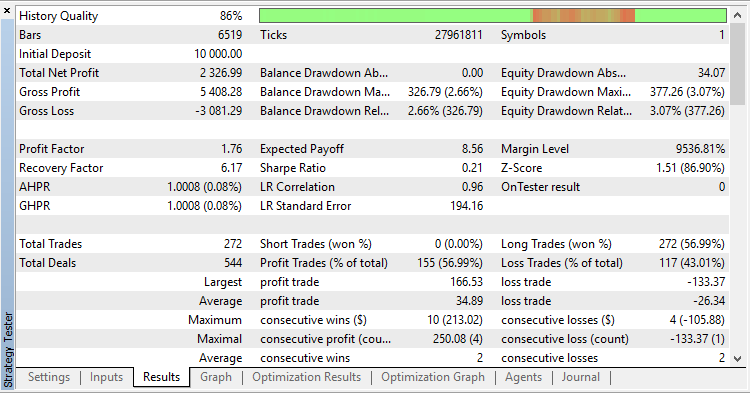 History Quality 86%
Bars 6519 Ticks 27961811 Symbols 1
Initial Deposit 10 000.00
Total Net Profit 2 326.99 Balance Drawdown Ab... 0.00 Equity Drawdown Abs... 34.07
Gross Profit 5 408.28 Balance Drawdown Ma... 326.79 (2.66%) Equity Drawdown Maxi... 377.26 (3.07%)
Gross Loss -3 081.29 Balance Drawdown Rel... 2.66% (326.79) Equity Drawdown Relat... 3.07% (377.26)
Profit Factor 1.76 Expected Payoff 8.56 Margin Level 9536.81%
Recovery Factor 6.17 Sharpe Ratio 0.21 Z-Score 1.51 (86.90%)
AHPR 1.0008 (0.08%) LR Correlation 0.96 OnTester result 0
GHPR 1.0008 (0.08%) LR Standard Error 194.16
Total Trades 272 Short Trades (won %) 0 (0.00%) Long Trades (won %) 272 (56.99%)
Total Deals 544 Profit Trades (% of total) 155 (56.99%) Loss Trades (% of total) 117 (43.01%)
Largest profit trade 166.53 loss trade -133.37
Average profit trade 34.89 loss trade -26.34
Maximum consecutive wins ($) 10 (213.02) consecutive losses ($) 4 (-105.88)
Maximal consecutive profit (cou... 250.08 (4) consecutive loss (count) -133.37 (1)
Average consecutive wins 2 consecutive losses 2
Settings Inputs Results Graph Optimization Results Optimization Graph Agents Journal
Strategy Tester